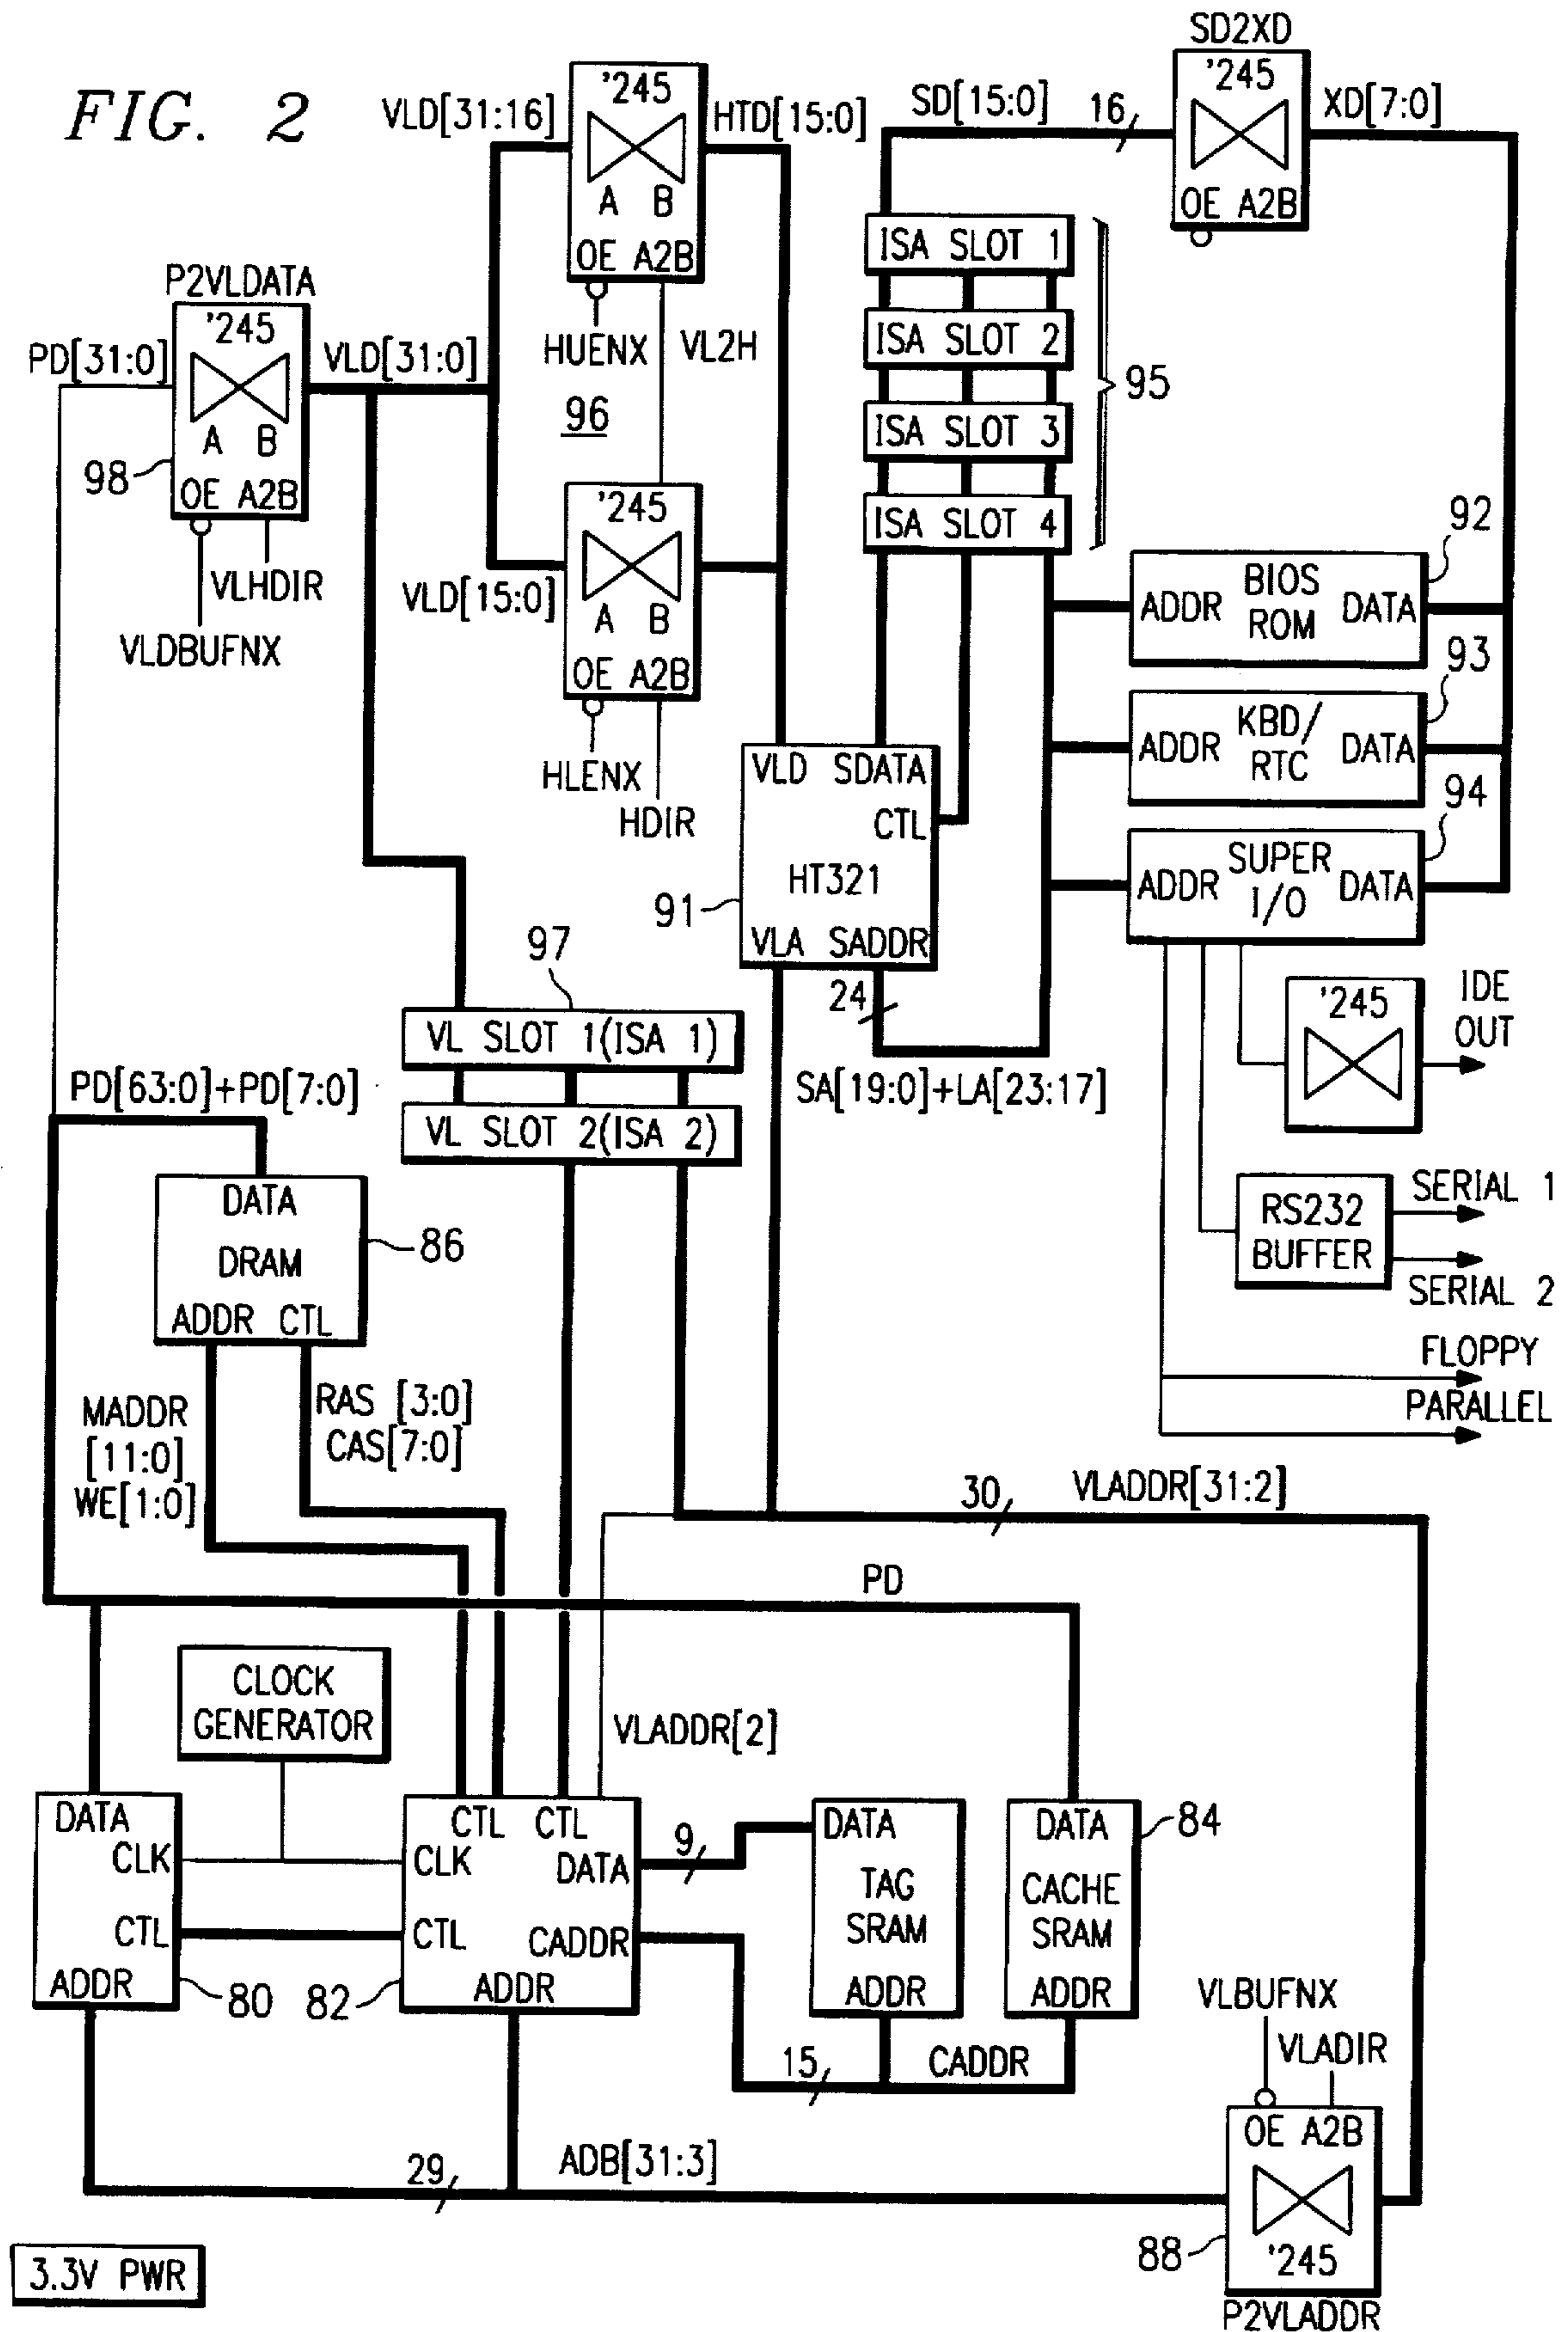 FIG. 2
SD2XD
'245
OE A2B
SD[15:0]
16
XD[7:0]
VLD[31:16]
'245
A B
OE A2B
HTD[15:0]
HUENX
VL2H
96
P2VLDATA
'245
A B
OE A2B
PD[31:0]
VLD[31:0]
98
VLHDIR
VLDBUFNX
VLD[15:0]
'245
A B
OE A2B
HLENX
HDIR
ISA SLOT 1
ISA SLOT 2
ISA SLOT 3
ISA SLOT 4
95
92
ADDR BIOS ROM DATA
93
ADDR KBD/ RTC DATA
94
ADDR SUPER I/O DATA
VLD SDATA
CTL
HT321
VLA SADDR
91
24
SA[19:0]+LA[23:17]
97
VL SLOT 1(ISA 1)
VL SLOT 2(ISA 2)
'245
IDE OUT
RS232
BUFFER
SERIAL 1
SERIAL 2
FLOPPY
PARALLEL
PD[63:0]+PD[7:0]
DATA
DRAM
ADDR CTL
86
MADDR
[11:0]
WE[1:0]
RAS [3:0]
CAS[7:0]
30
VLADDR[31:2]
PD
CLOCK
GENERATOR
VLADDR[2]
DATA
CLK
CTL
ADDR
80
CTL CTL
CLK
DATA
CTL
CADDR
ADDR
82
9
DATA
TAG
SRAM
ADDR
DATA
CACHE
SRAM
ADDR
84
15
CADDR
VLBUFNX
VLADIR
29
ADB[31:3]
OE A2B
'245
88
P2VLADDR
3.3V PWR